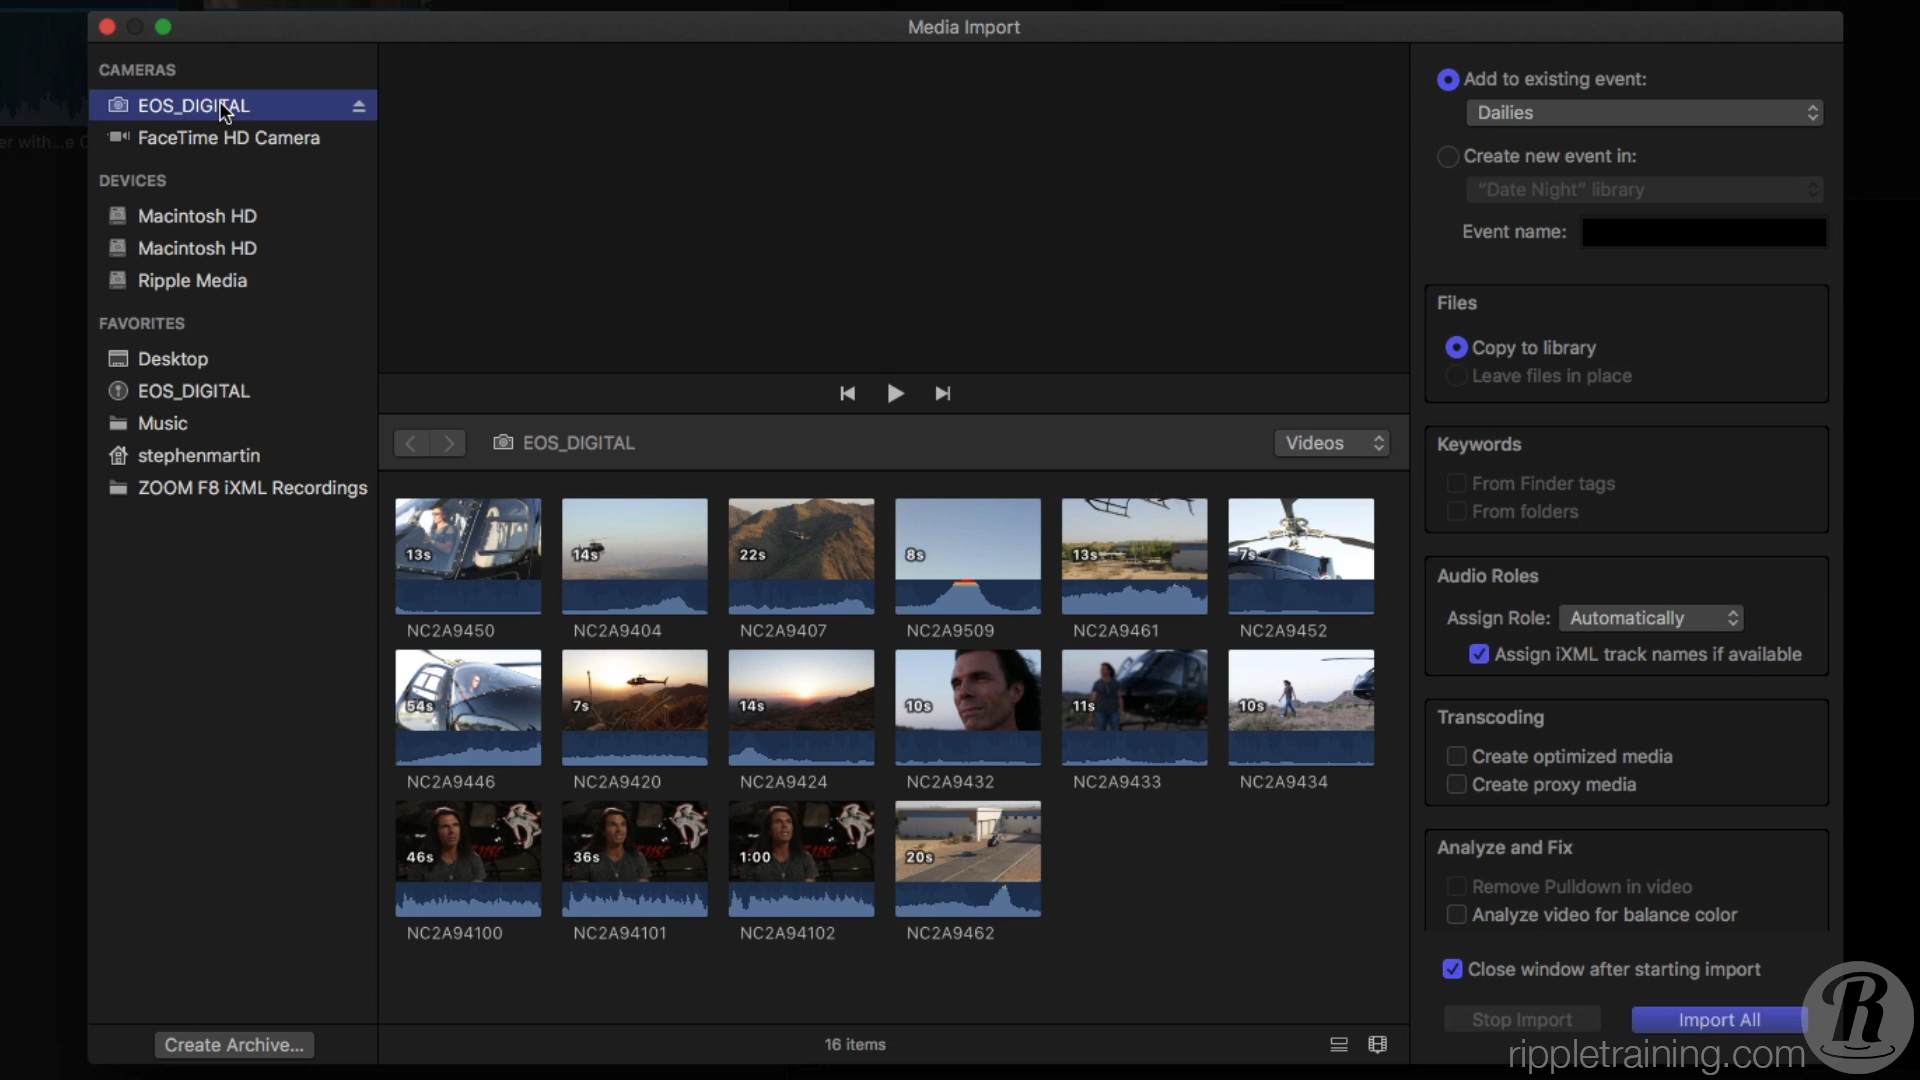 Media Import
CAMERAS
EOS_DIGITAL
FaceTime HD Camera
DEVICES
Macintosh HD
Macintosh HD
Ripple Media
FAVORITES
Desktop
EOS_DIGITAL
Music
stephenmartin
ZOOM F8 iXML Recordings
Create Archive...
er with...e
EOS_DIGITAL
Videos
13s
14s
22s
8s
13s
7s
NC2A9450
NC2A9404
NC2A9407
NC2A9509
NC2A9461
NC2A9452
54s
7s
14s
10s
11s
10s
NC2A9446
NC2A9420
NC2A9424
NC2A9432
NC2A9433
NC2A9434
46s
36s
1:00
20s
NC2A94100
NC2A94101
NC2A94102
NC2A9462
16 items
Add to existing event:
Dailies
Create new event in:
"Date Night" library
Event name:
Files
Copy to library
Leave files in place
Keywords
From Finder tags
From folders
Audio Roles
Assign Role: Automatically
Assign iXML track names if available
Transcoding
Create optimized media
Create proxy media
Analyze and Fix
Remove Pulldown in video
Analyze video for balance color
Close window after starting import
Stop Import
Import All
R
rippletraining.com